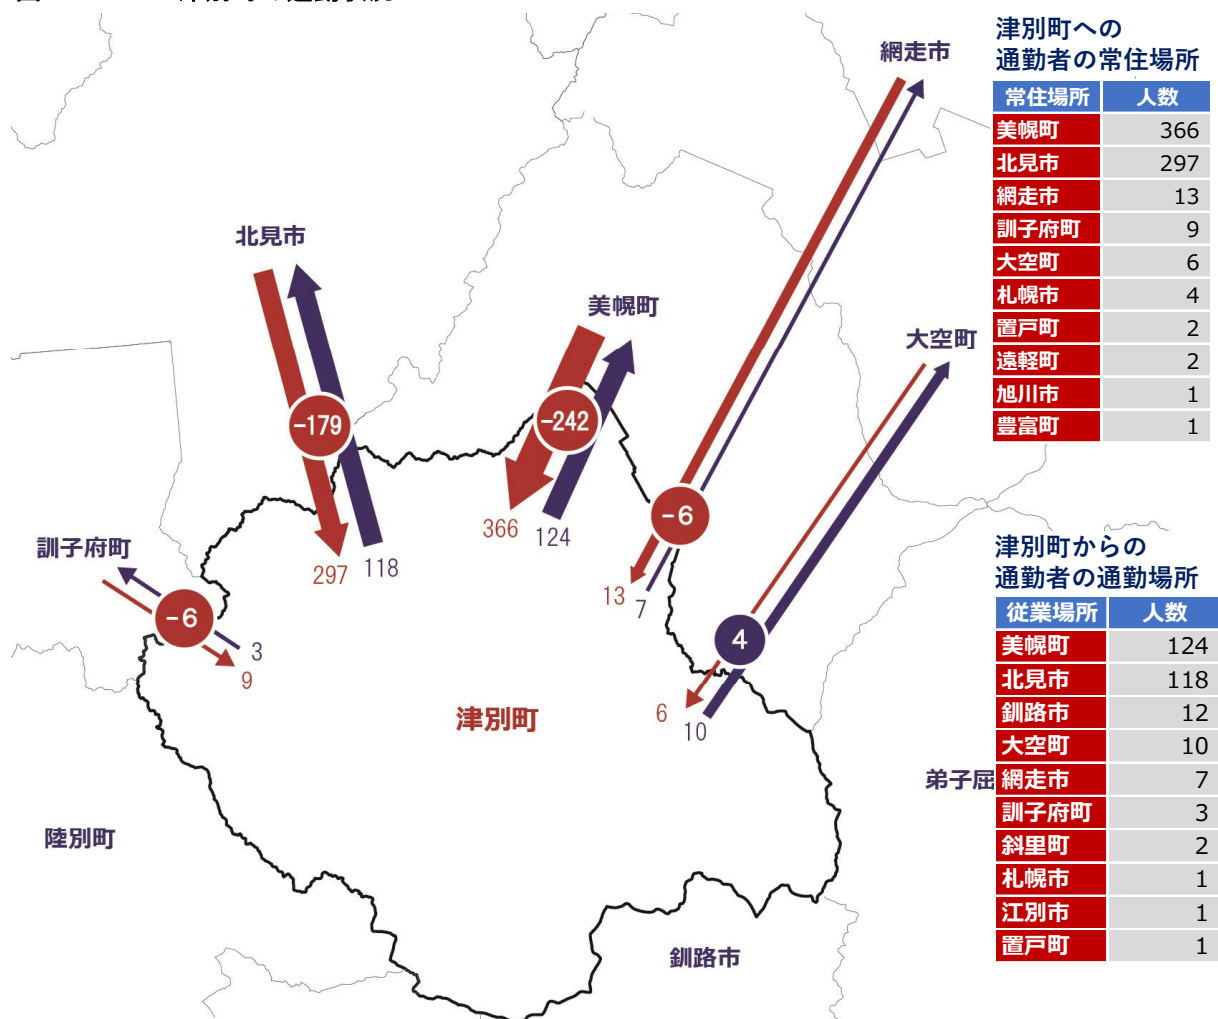 網走市
北見市
美幌町
大空町
-179
-242
-6
366
124
297
118
13
7
訓子府町
-6
3
9
4
6
10
津別町
弟子屈
陸別町
釧路市
津別町への
通勤者の常住場所
常住場所 人数
美幌町 366
北見市 297
網走市 13
訓子府町 9
大空町 6
札幌市 4
置戸町 2
遠軽町 2
旭川市 1
豊富町 1
津別町からの
通勤者の通勤場所
従業場所 人数
美幌町 124
北見市 118
釧路市 12
大空町 10
網走市 7
訓子府町 3
斜里町 2
札幌市 1
江別市 1
置戸町 1